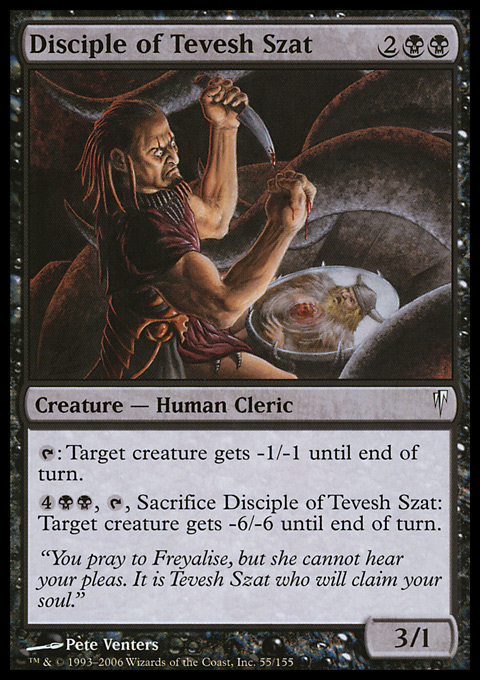 Disciple of Tevesh Szat 2
Creature — Human Cleric
: Target creature gets -1/-1 until end of
turn.
4, , Sacrifice Disciple of Tevesh Szat:
Target creature gets -6/-6 until end of turn.
“You pray to Freyalise, but she cannot hear
your pleas. It is Tevesh Szat who will claim your
soul.”
Pete Venters
3/1
™ & © 1993–2006 Wizards of the Coast, Inc. 55/155